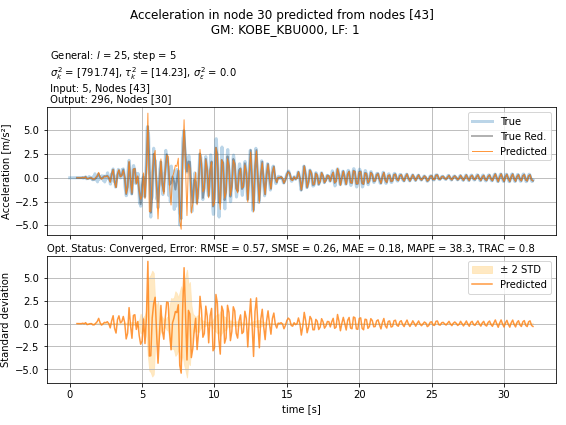 Acceleration in node 30 predicted from nodes [43]
GM: KOBE_KBU000, LF: 1
General: l = 25, step = 5
σ²_k = [791.74], τ²_k = [14.23], σ²_ε = 0.0
Input: 5, Nodes [43]
Output: 296, Nodes [30]
Acceleration [m/s²]
5.0
2.5
0.0
−2.5
−5.0
True
True Red.
Predicted
Opt. Status: Converged, Error: RMSE = 0.57, SMSE = 0.26, MAE = 0.18, MAPE = 38.3, TRAC = 0.8
Standard deviation
5.0
2.5
0.0
−2.5
−5.0
± 2 STD
Predicted
0 5 10 15 20 25 30
time [s]